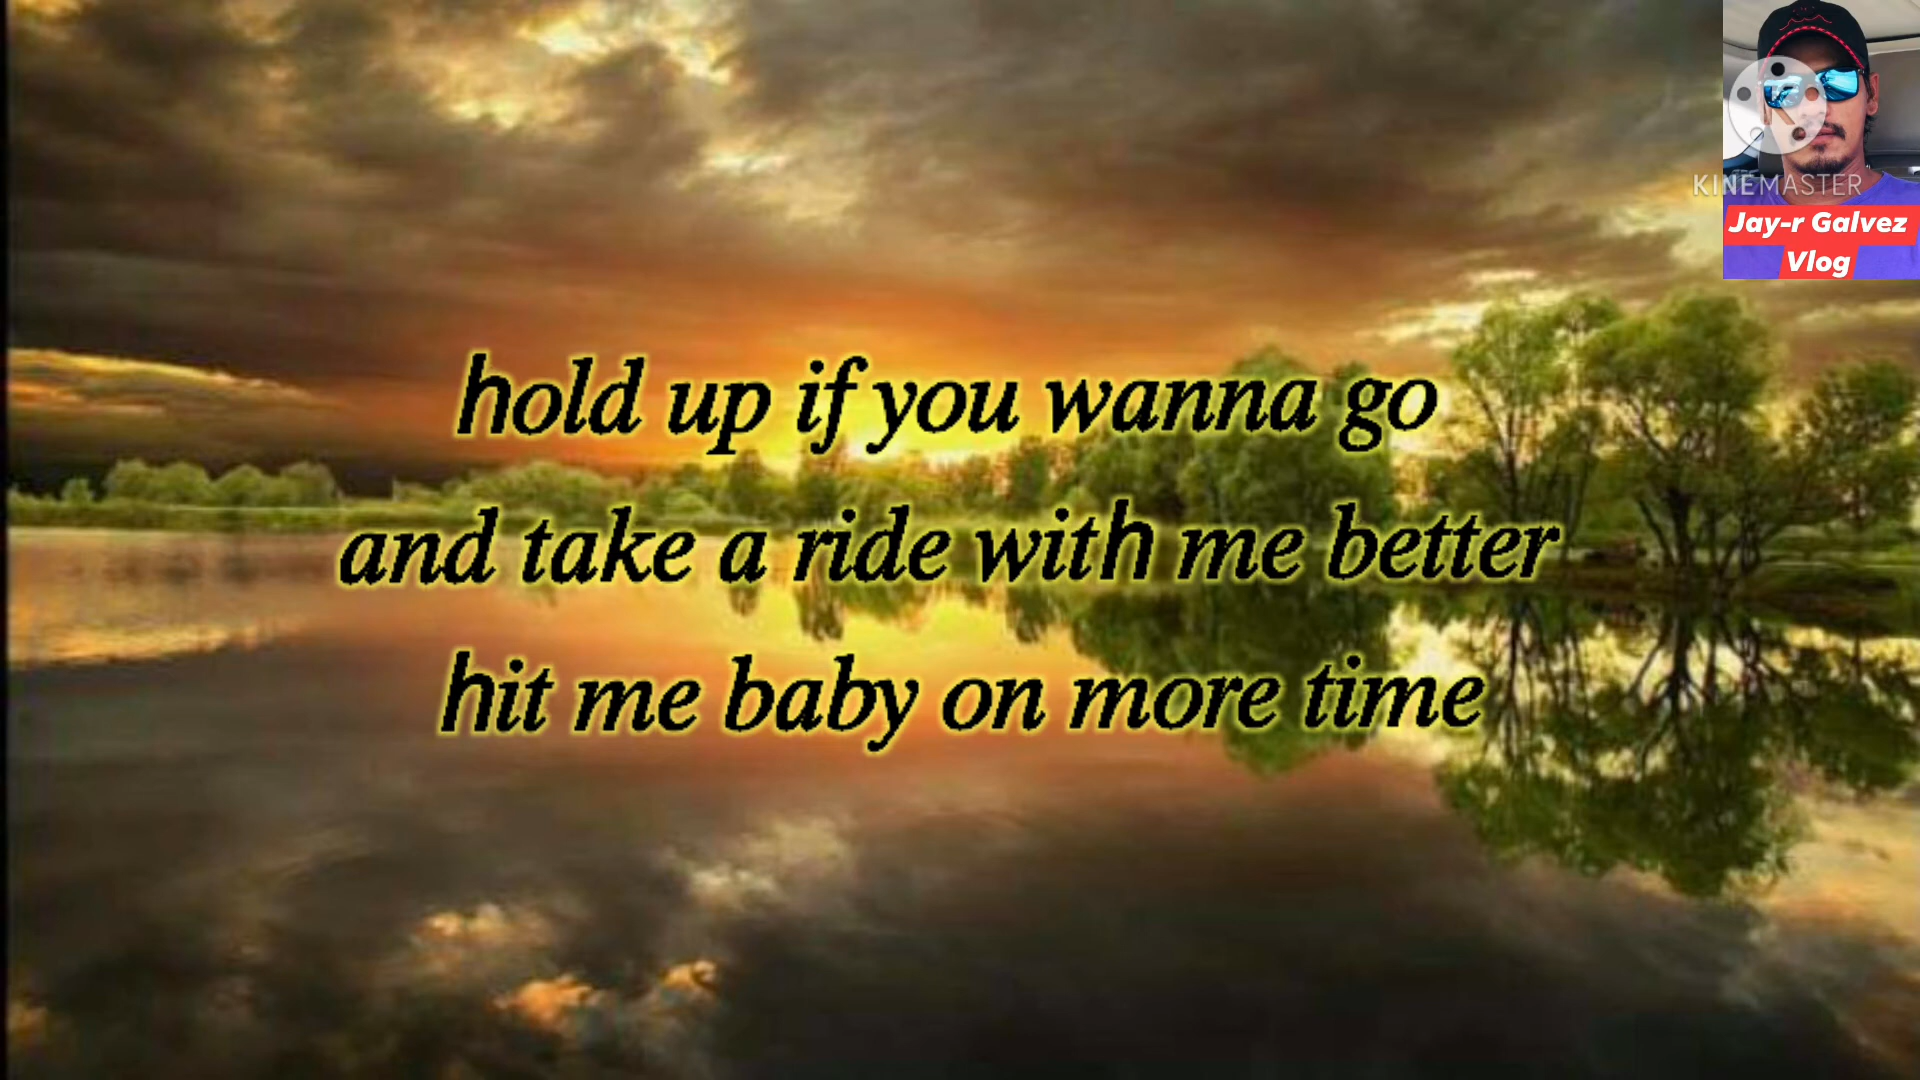 KINEMASTER
Jay-r Galvez
Vlog
hold up if you wanna go
and take a ride with me better
hit me baby on more time